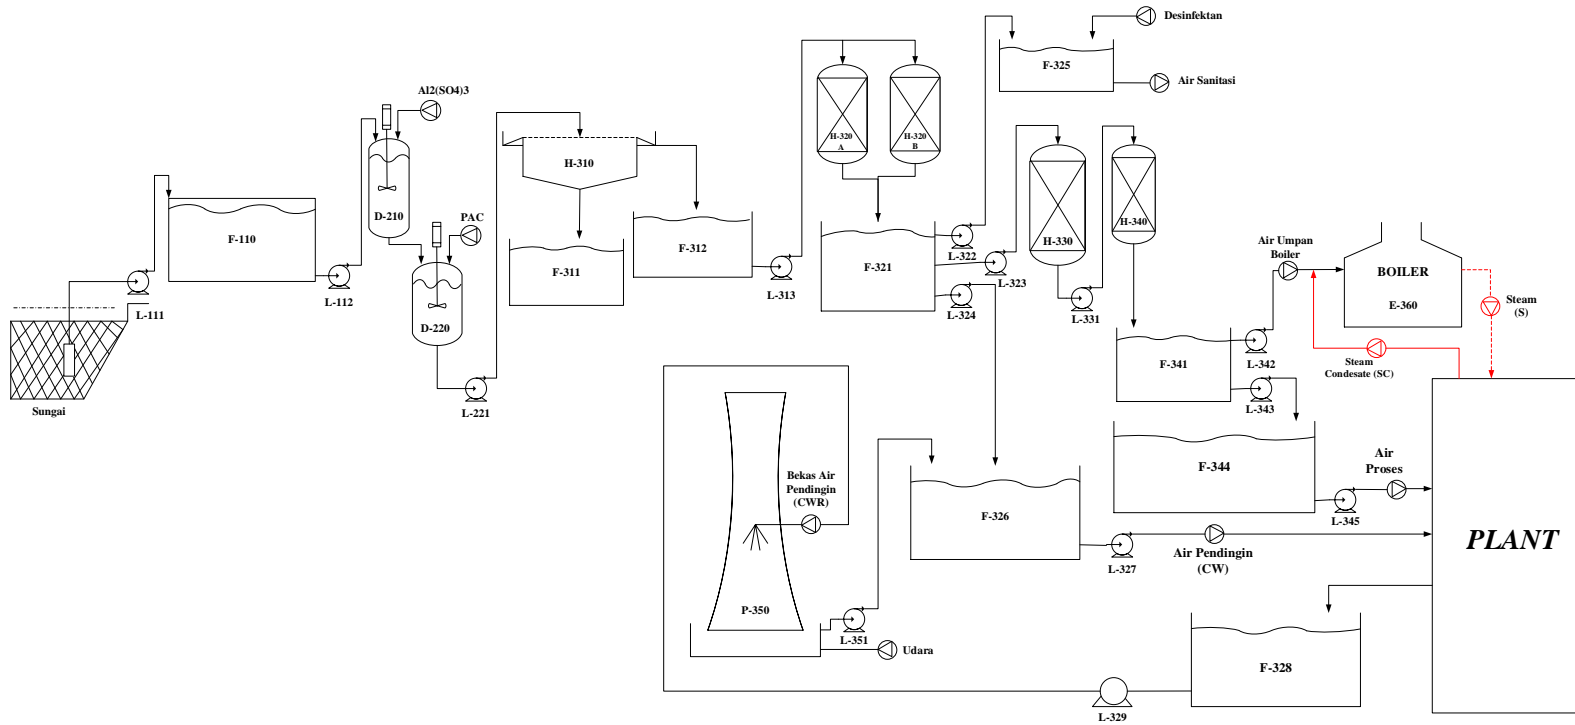 Desinfektan
F-325
Air Sanitasi
Al2(SO4)3
H-320
A
H-320
B
H-310
D-210
PAC
F-110
F-312
F-311
L-111
L-112
D-220
L-221
Sungai
L-313
F-321
L-322
L-323
L-324
H-330
H-340
L-331
Air Umpan
Boiler
BOILER
E-360
Steam
(S)
Steam
Condesate (SC)
F-341
L-342
L-343
F-344
Air
Proses
L-345
Bekas Air
Pendingin
(CWR)
F-326
L-327
Air Pendingin
(CW)
PLANT
P-350
L-351
Udara
F-328
L-329